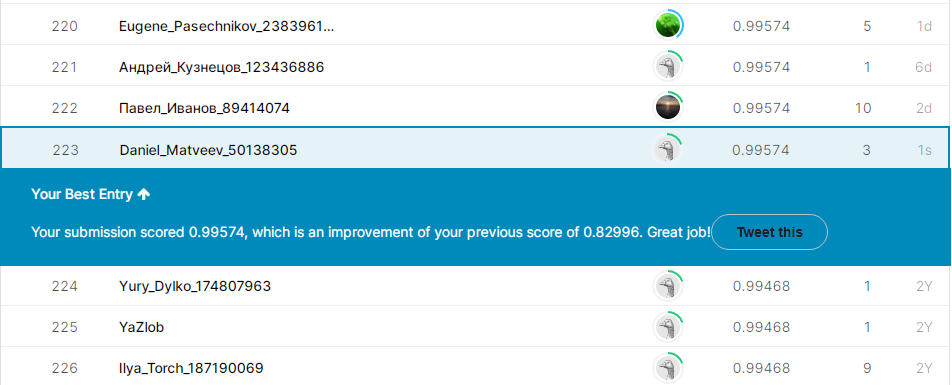 220 Eugene_Pasechnikov_2383961... 0.99574 5 1d
221 Андрей_Кузнецов_123436886 0.99574 1 6d
222 Павел_Иванов_89414074 0.99574 10 2d
223 Daniel_Matveev_50138305 0.99574 3 1s
Your Best Entry ↑
Your submission scored 0.99574, which is an improvement of your previous score of 0.82996. Great job! Tweet this
224 Yury_Dylko_174807963 0.99468 1 2Y
225 YaZlob 0.99468 1 2Y
226 Ilya_Torch_187190069 0.99468 9 2Y